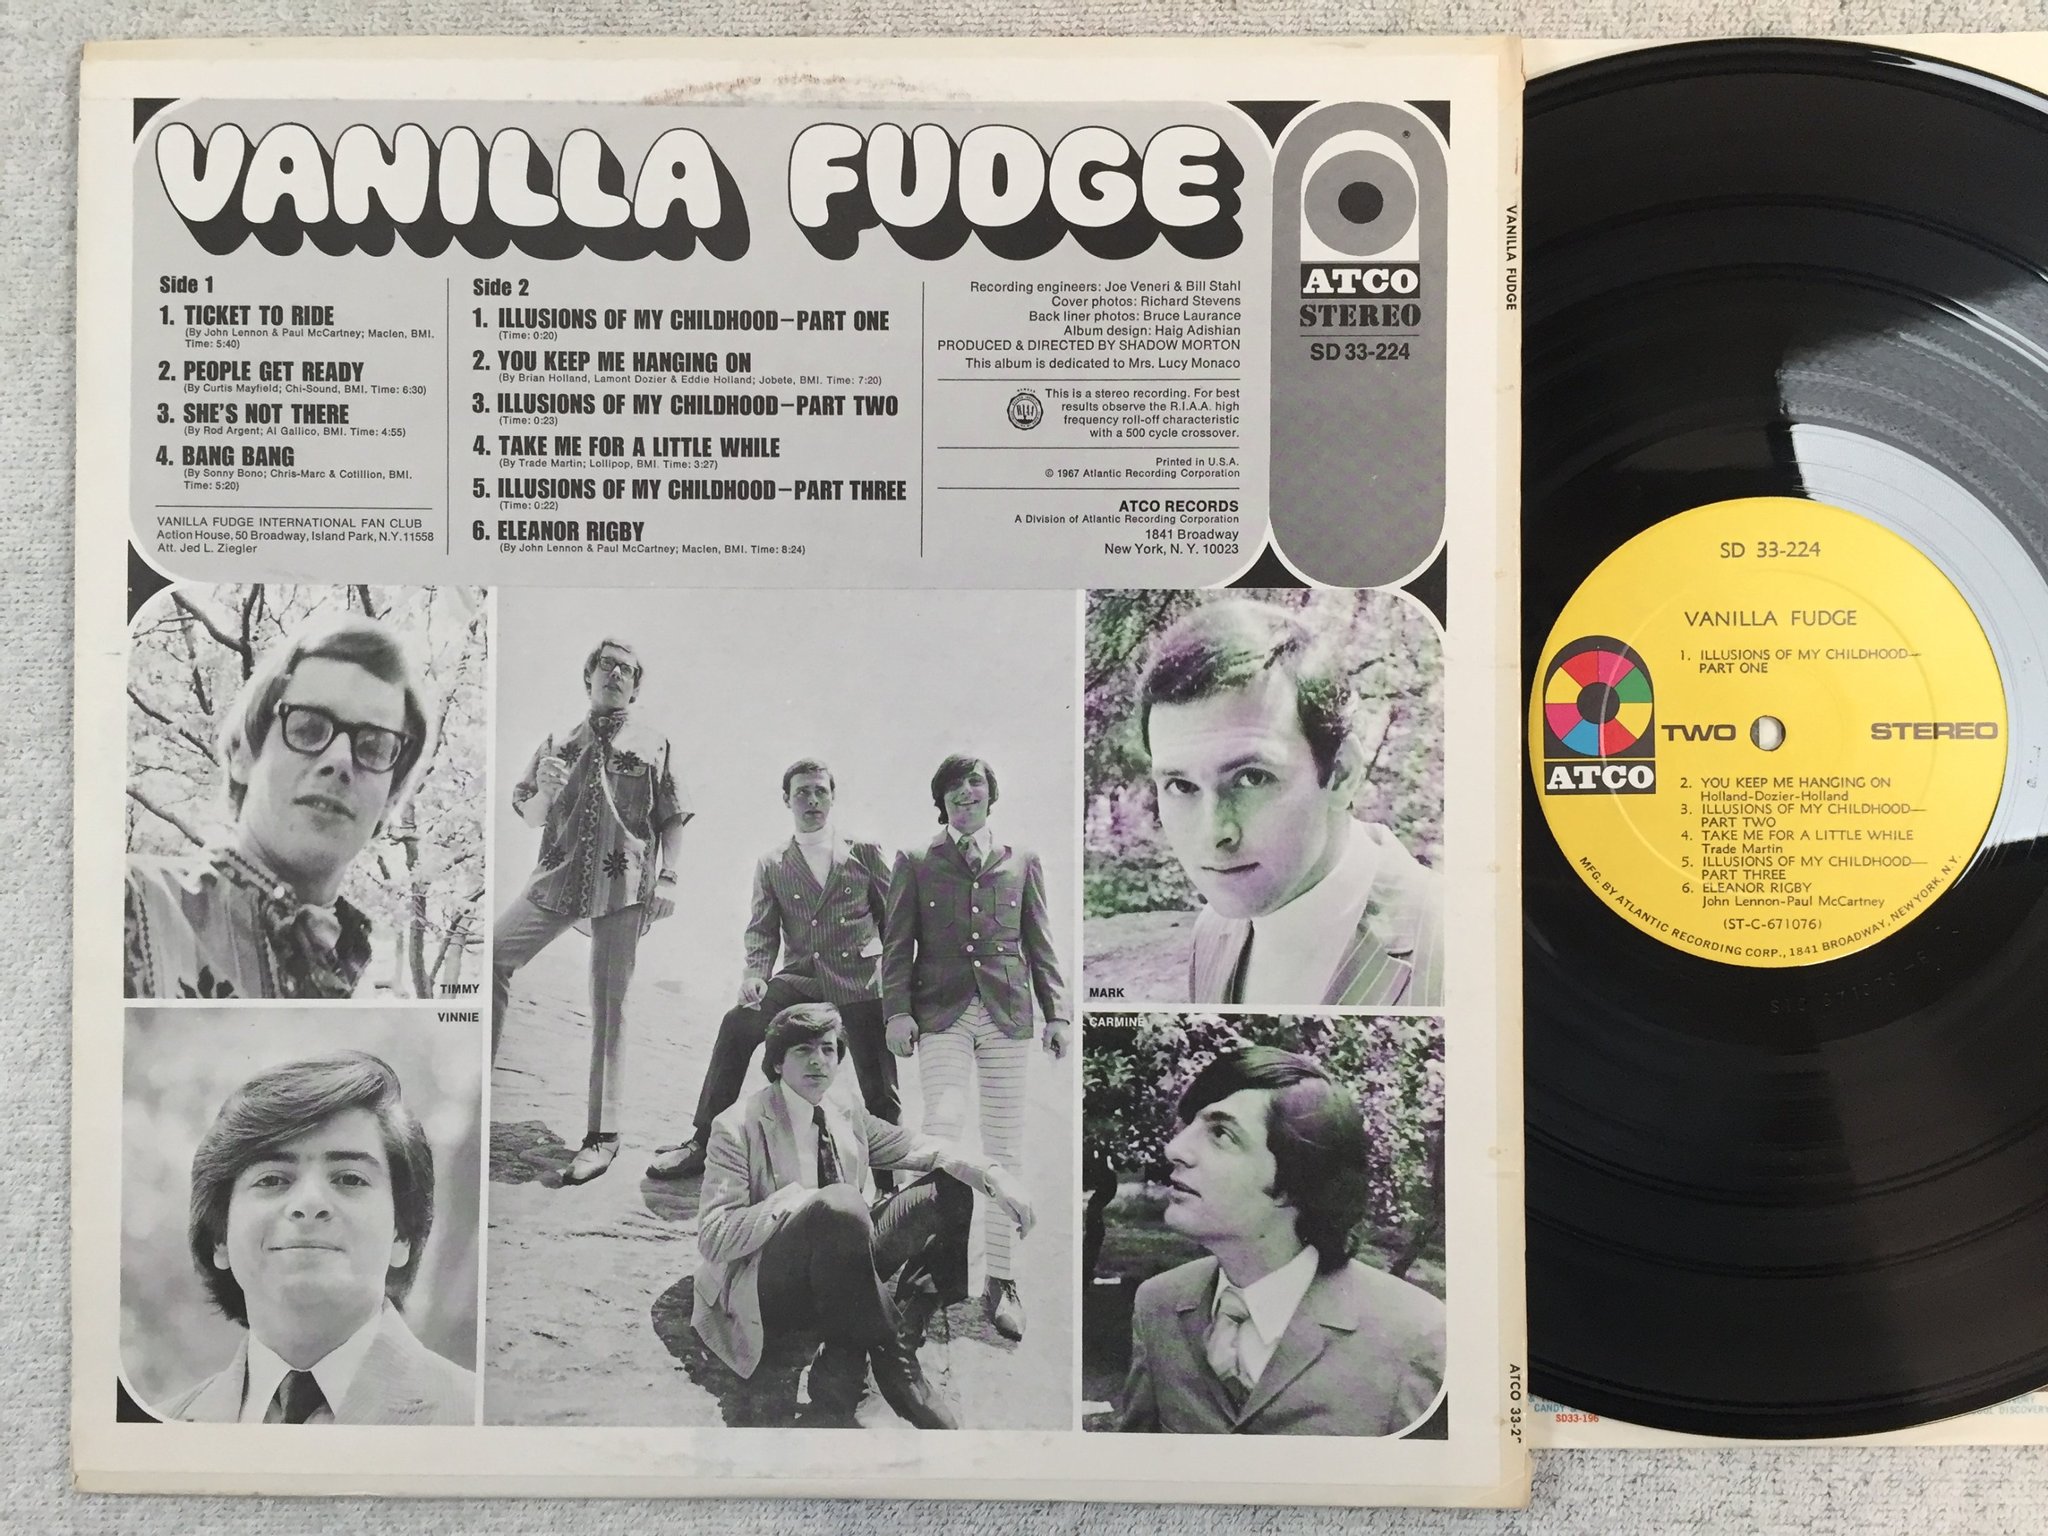 VANILLA FUDGE
Side 1
1. TICKET TO RIDE
(By John Lennon & Paul McCartney; Maclen, BMI.
Time: 5:40)
2. PEOPLE GET READY
(By Curtis Mayfield; Chi-Sound, BMI. Time: 6:30)
3. SHE'S NOT THERE
(By Rod Argent; Al Gallico, BMI. Time: 4:55)
4. BANG BANG
(By Sonny Bono; Chris-Marc & Cotillion, BMI.
Time: 5:20)
VANILLA FUDGE INTERNATIONAL FAN CLUB
Action House, 50 Broadway, Island Park, N.Y. 11558
Att. Jed L. Ziegler
Side 2
1. ILLUSIONS OF MY CHILDHOOD—PART ONE
(Time: 0:20)
2. YOU KEEP ME HANGING ON
(By Brian Holland, Lamont Dozier & Eddie Holland; Jobete, BMI. Time: 7:20)
3. ILLUSIONS OF MY CHILDHOOD—PART TWO
(Time: 0:23)
4. TAKE ME FOR A LITTLE WHILE
(By Trade Martin; Lollipop, BMI. Time: 3:27)
5. ILLUSIONS OF MY CHILDHOOD—PART THREE
(Time: 0:22)
6. ELEANOR RIGBY
(By John Lennon & Paul McCartney; Maclen, BMI. Time: 8:24)
Recording engineers: Joe Veneri & Bill Stahl
Cover photos: Richard Stevens
Back liner photos: Bruce Laurance
Album design: Haig Adishian
PRODUCED & DIRECTED BY SHADOW MORTON
This album is dedicated to Mrs. Lucy Monaco
RIAA
This is a stereo recording. For best
results observe the R.I.A.A. high
frequency roll-off characteristic
with a 500 cycle crossover.
Printed in U.S.A.
© 1967 Atlantic Recording Corporation
ATCO RECORDS
A Division of Atlantic Recording Corporation
1841 Broadway
New York, N. Y. 10023
®
ATCO
STEREO
SD 33-224
TIMMY
VINNIE
MARK
CARMINE
VANILLA FUDGE
ATCO 33-2
SD 33-224
VANILLA FUDGE
1. ILLUSIONS OF MY CHILDHOOD—
PART ONE
TWO
STEREO
ATCO
2. YOU KEEP ME HANGING ON
Holland-Dozier-Holland
3. ILLUSIONS OF MY CHILDHOOD—
PART TWO
4. TAKE ME FOR A LITTLE WHILE
Trade Martin
5. ILLUSIONS OF MY CHILDHOOD—
PART THREE
6. ELEANOR RIGBY
John Lennon-Paul McCartney
(ST-C-671076)
MFG. BY ATLANTIC RECORDING CORP., 1841 BROADWAY, NEW YORK, N.Y.
CANDY &
SD33-196
DISCOVERY